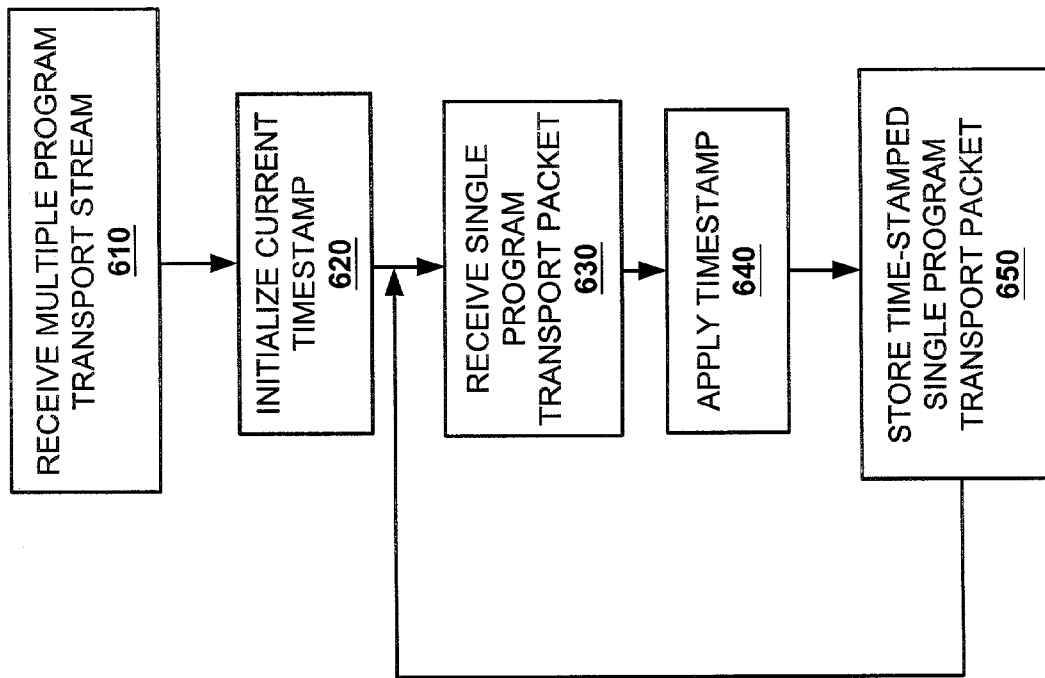 RECEIVE MULTIPLE PROGRAM
TRANSPORT STREAM
610
INITIALIZE CURRENT
TIMESTAMP
620
RECEIVE SINGLE
PROGRAM
TRANSPORT PACKET
630
APPLY TIMESTAMP
640
STORE TIME-STAMPED
SINGLE PROGRAM
TRANSPORT PACKET
650